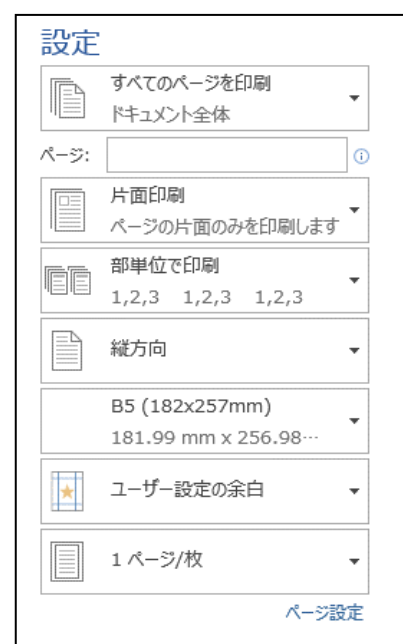 設定
すべてのページを印刷
ドキュメント全体
ページ:
片面印刷
ページの片面のみを印刷します
部単位で印刷
1,2,3 1,2,3 1,2,3
縦方向
B5 (182x257mm)
181.99 mm x 256.98…
ユーザー設定の余白
1 ページ/枚
ページ設定